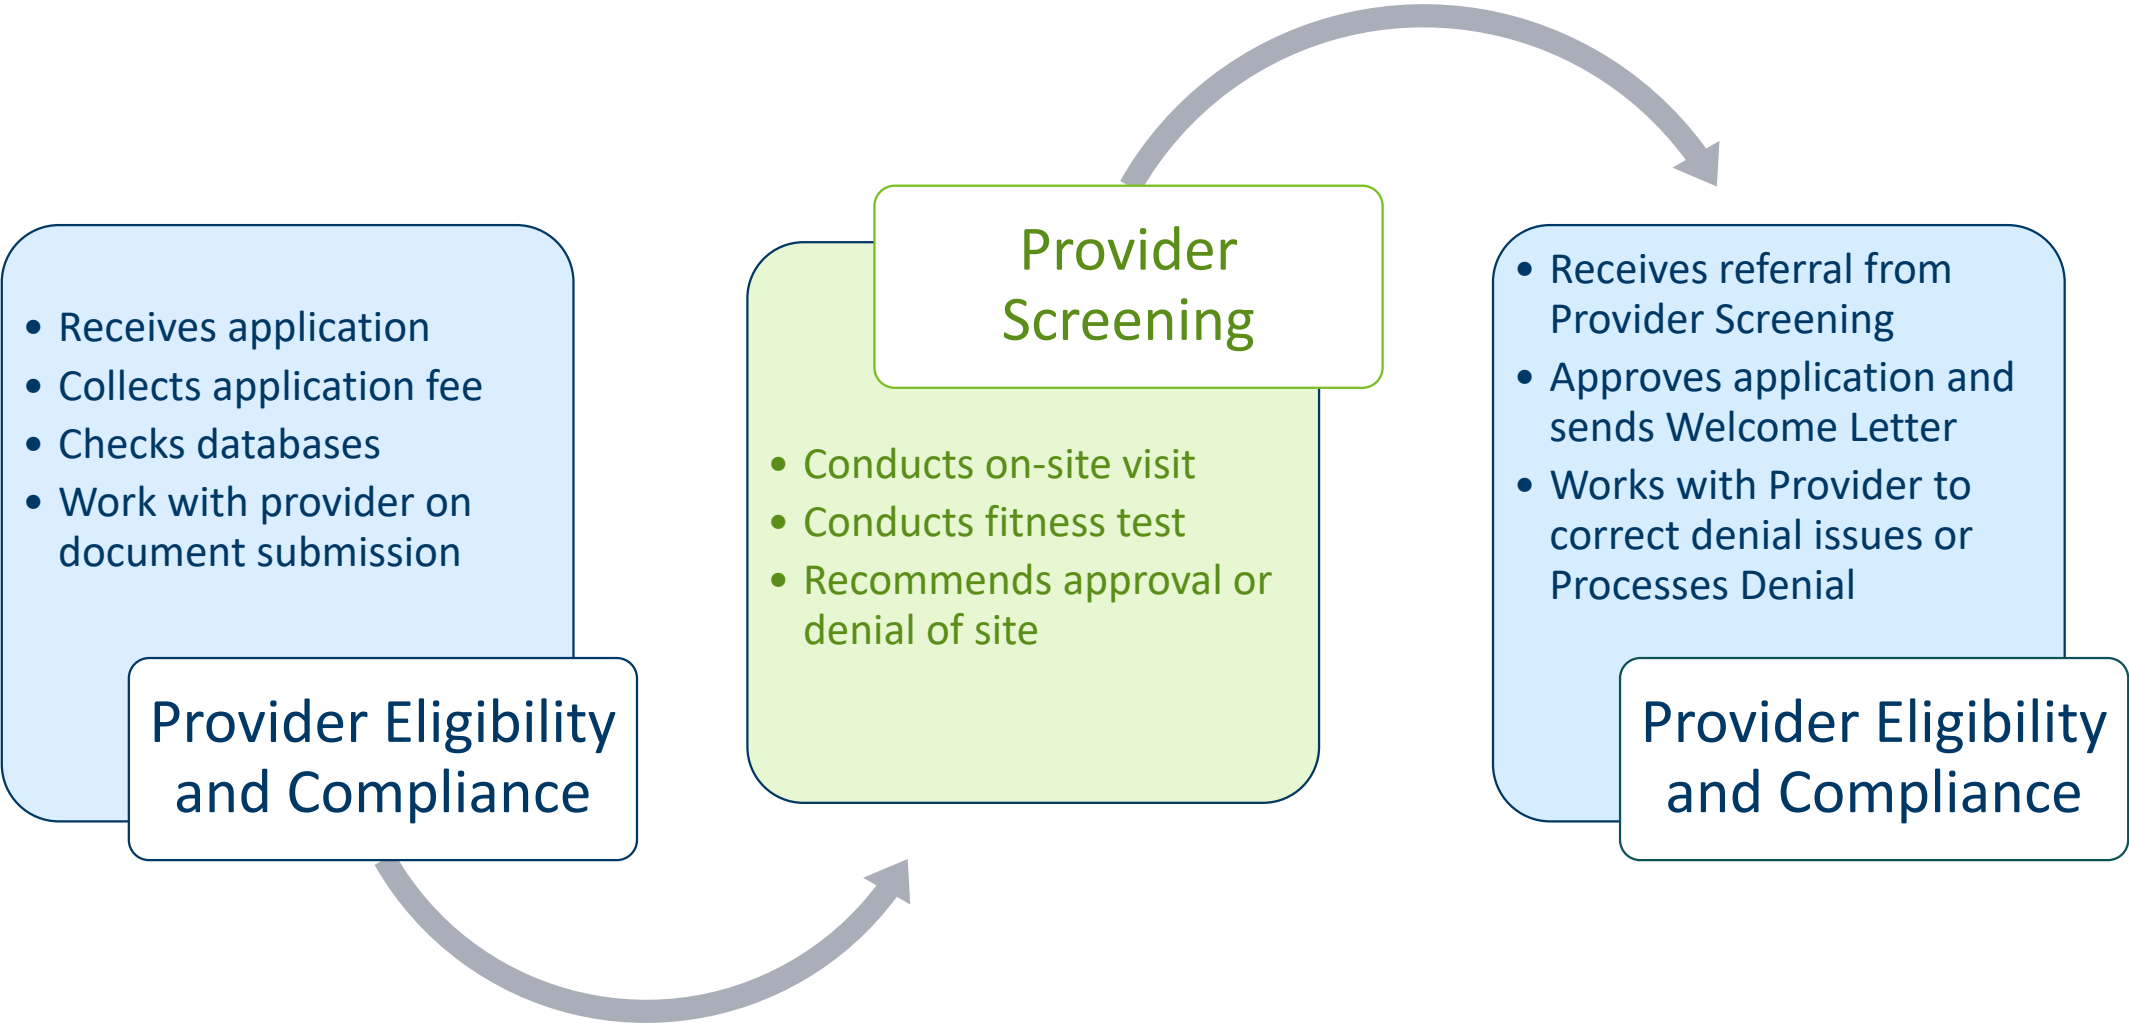 • Receives application
• Collects application fee
• Checks databases
• Work with provider on
document submission
Provider Eligibility
and Compliance
Provider
Screening
• Conducts on-site visit
• Conducts fitness test
• Recommends approval or
denial of site
• Receives referral from
Provider Screening
• Approves application and
sends Welcome Letter
• Works with Provider to
correct denial issues or
Processes Denial
Provider Eligibility
and Compliance